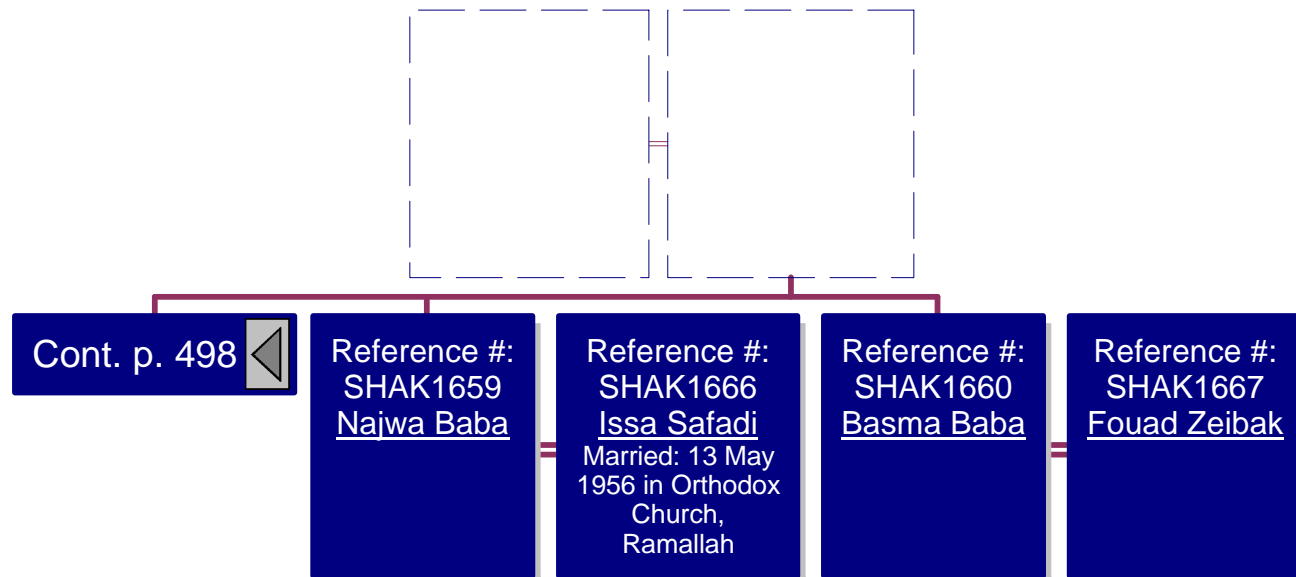 Cont. p. 498
Reference #:
SHAK1659
Najwa Baba
Reference #:
SHAK1666
Issa Safadi
Married: 13 May
1956 in Orthodox
Church,
Ramallah
Reference #:
SHAK1660
Basma Baba
Reference #:
SHAK1667
Fouad Zeibak